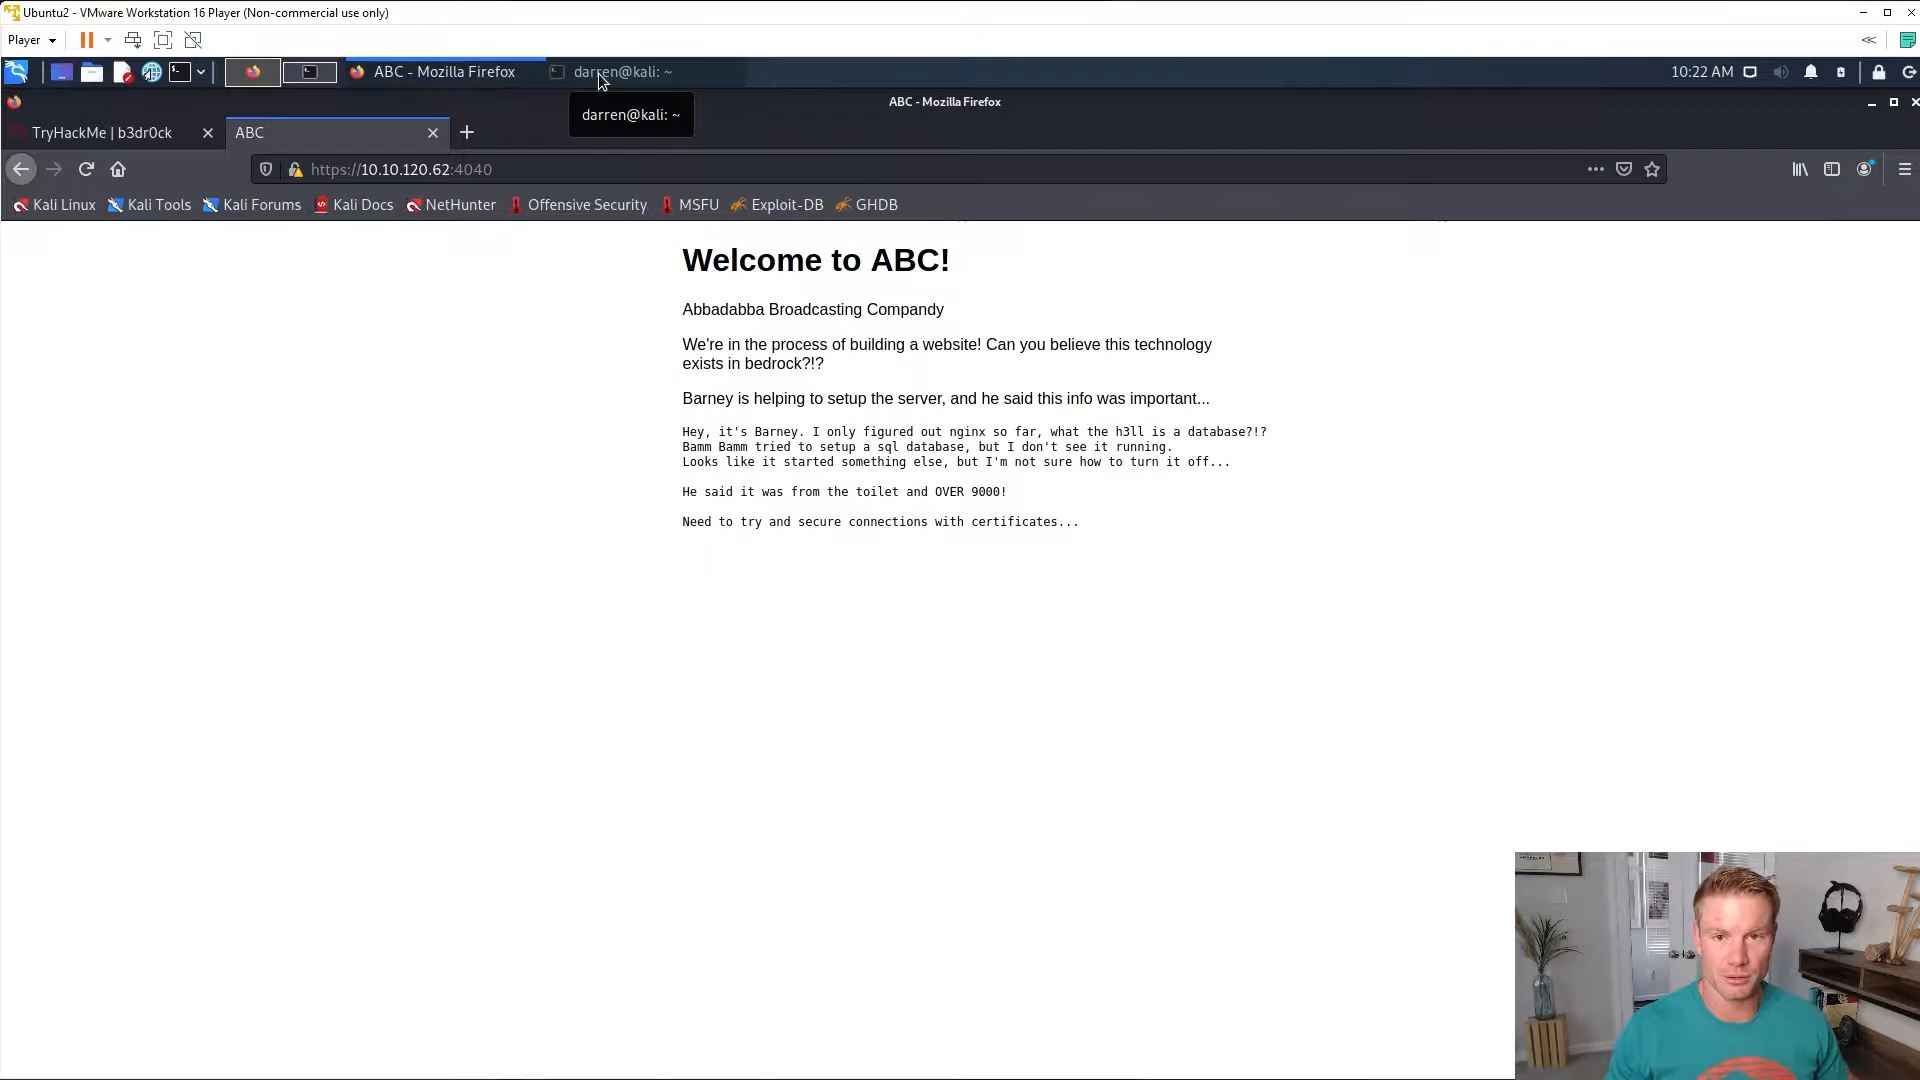 Ubuntu2 - VMware Workstation 16 Player (Non-commercial use only)
Player
ABC - Mozilla Firefox
darren@kali: ~
10:22 AM
ABC - Mozilla Firefox
darren@kali: ~
TryHackMe | b3dr0ck
ABC
https://10.10.120.62:4040
Kali Linux
Kali Tools
Kali Forums
Kali Docs
NetHunter
Offensive Security
MSFU
Exploit-DB
GHDB
Welcome to ABC!
Abbadabba Broadcasting Compandy
We're in the process of building a website! Can you believe this technology
exists in bedrock?!?
Barney is helping to setup the server, and he said this info was important...
Hey, it's Barney. I only figured out nginx so far, what the h3ll is a database?!?
Bamm Bamm tried to setup a sql database, but I don't see it running.
Looks like it started something else, but I'm not sure how to turn it off...
He said it was from the toilet and OVER 9000!
Need to try and secure connections with certificates...